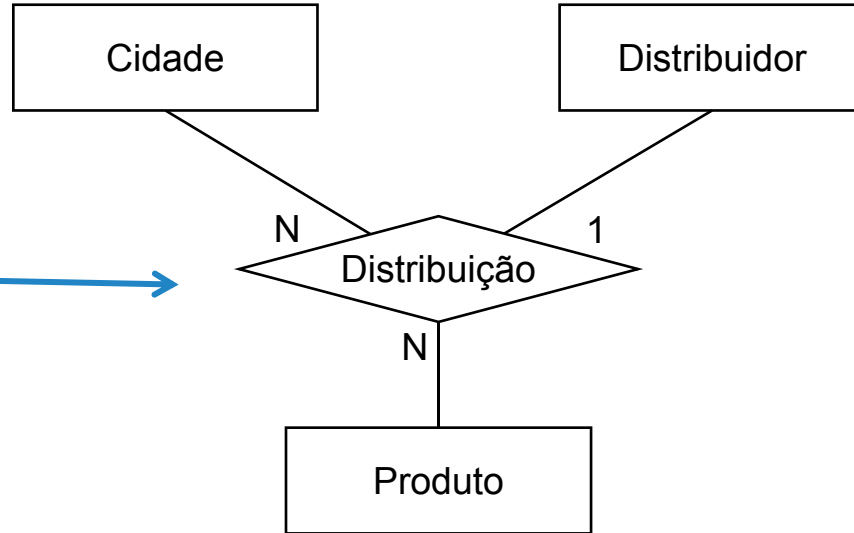 Cidade
Distribuidor
N
1
Distribuição
N
Produto